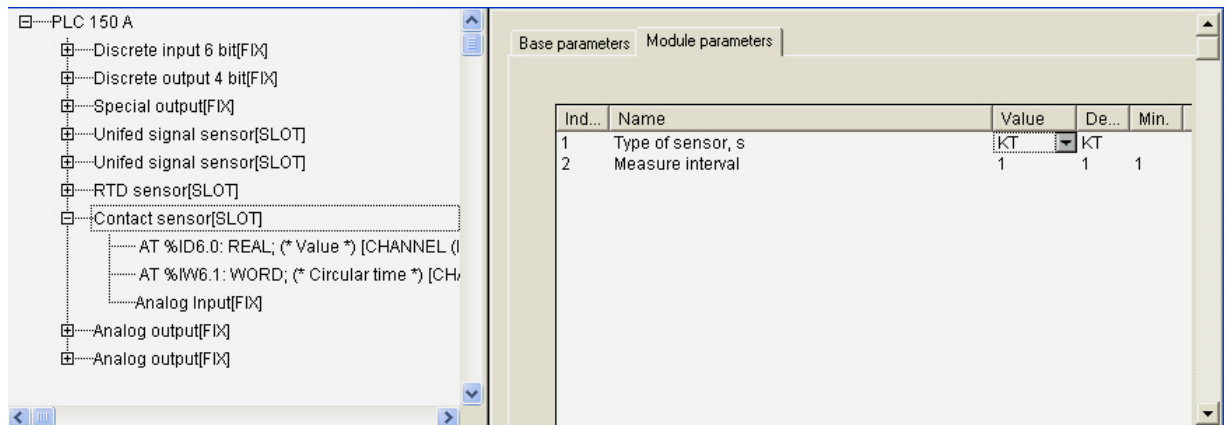 PLC 150 A
Discrete input 6 bit[FIX]
Discrete output 4 bit[FIX]
Special output[FIX]
Unifed signal sensor[SLOT]
Unifed signal sensor[SLOT]
RTD sensor[SLOT]
Contact sensor[SLOT]
AT %ID6.0: REAL; (* Value *) [CHANNEL (I
AT %IW6.1: WORD; (* Circular time *) [CHA
Analog Input[FIX]
Analog output[FIX]
Analog output[FIX]
Base parameters Module parameters
Ind... Name Value De... Min.
1 Type of sensor, s KT KT
2 Measure interval 1 1 1